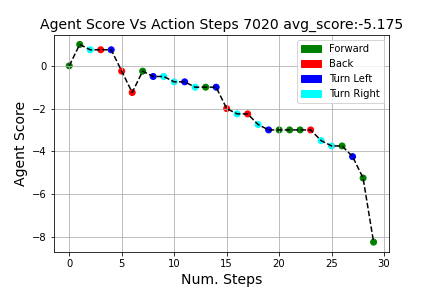 Agent Score Vs Action Steps 7020 avg_score:-5.175
Forward
Back
Turn Left
Turn Right
Agent Score
0
−2
−4
−6
−8
0 5 10 15 20 25 30
Num. Steps